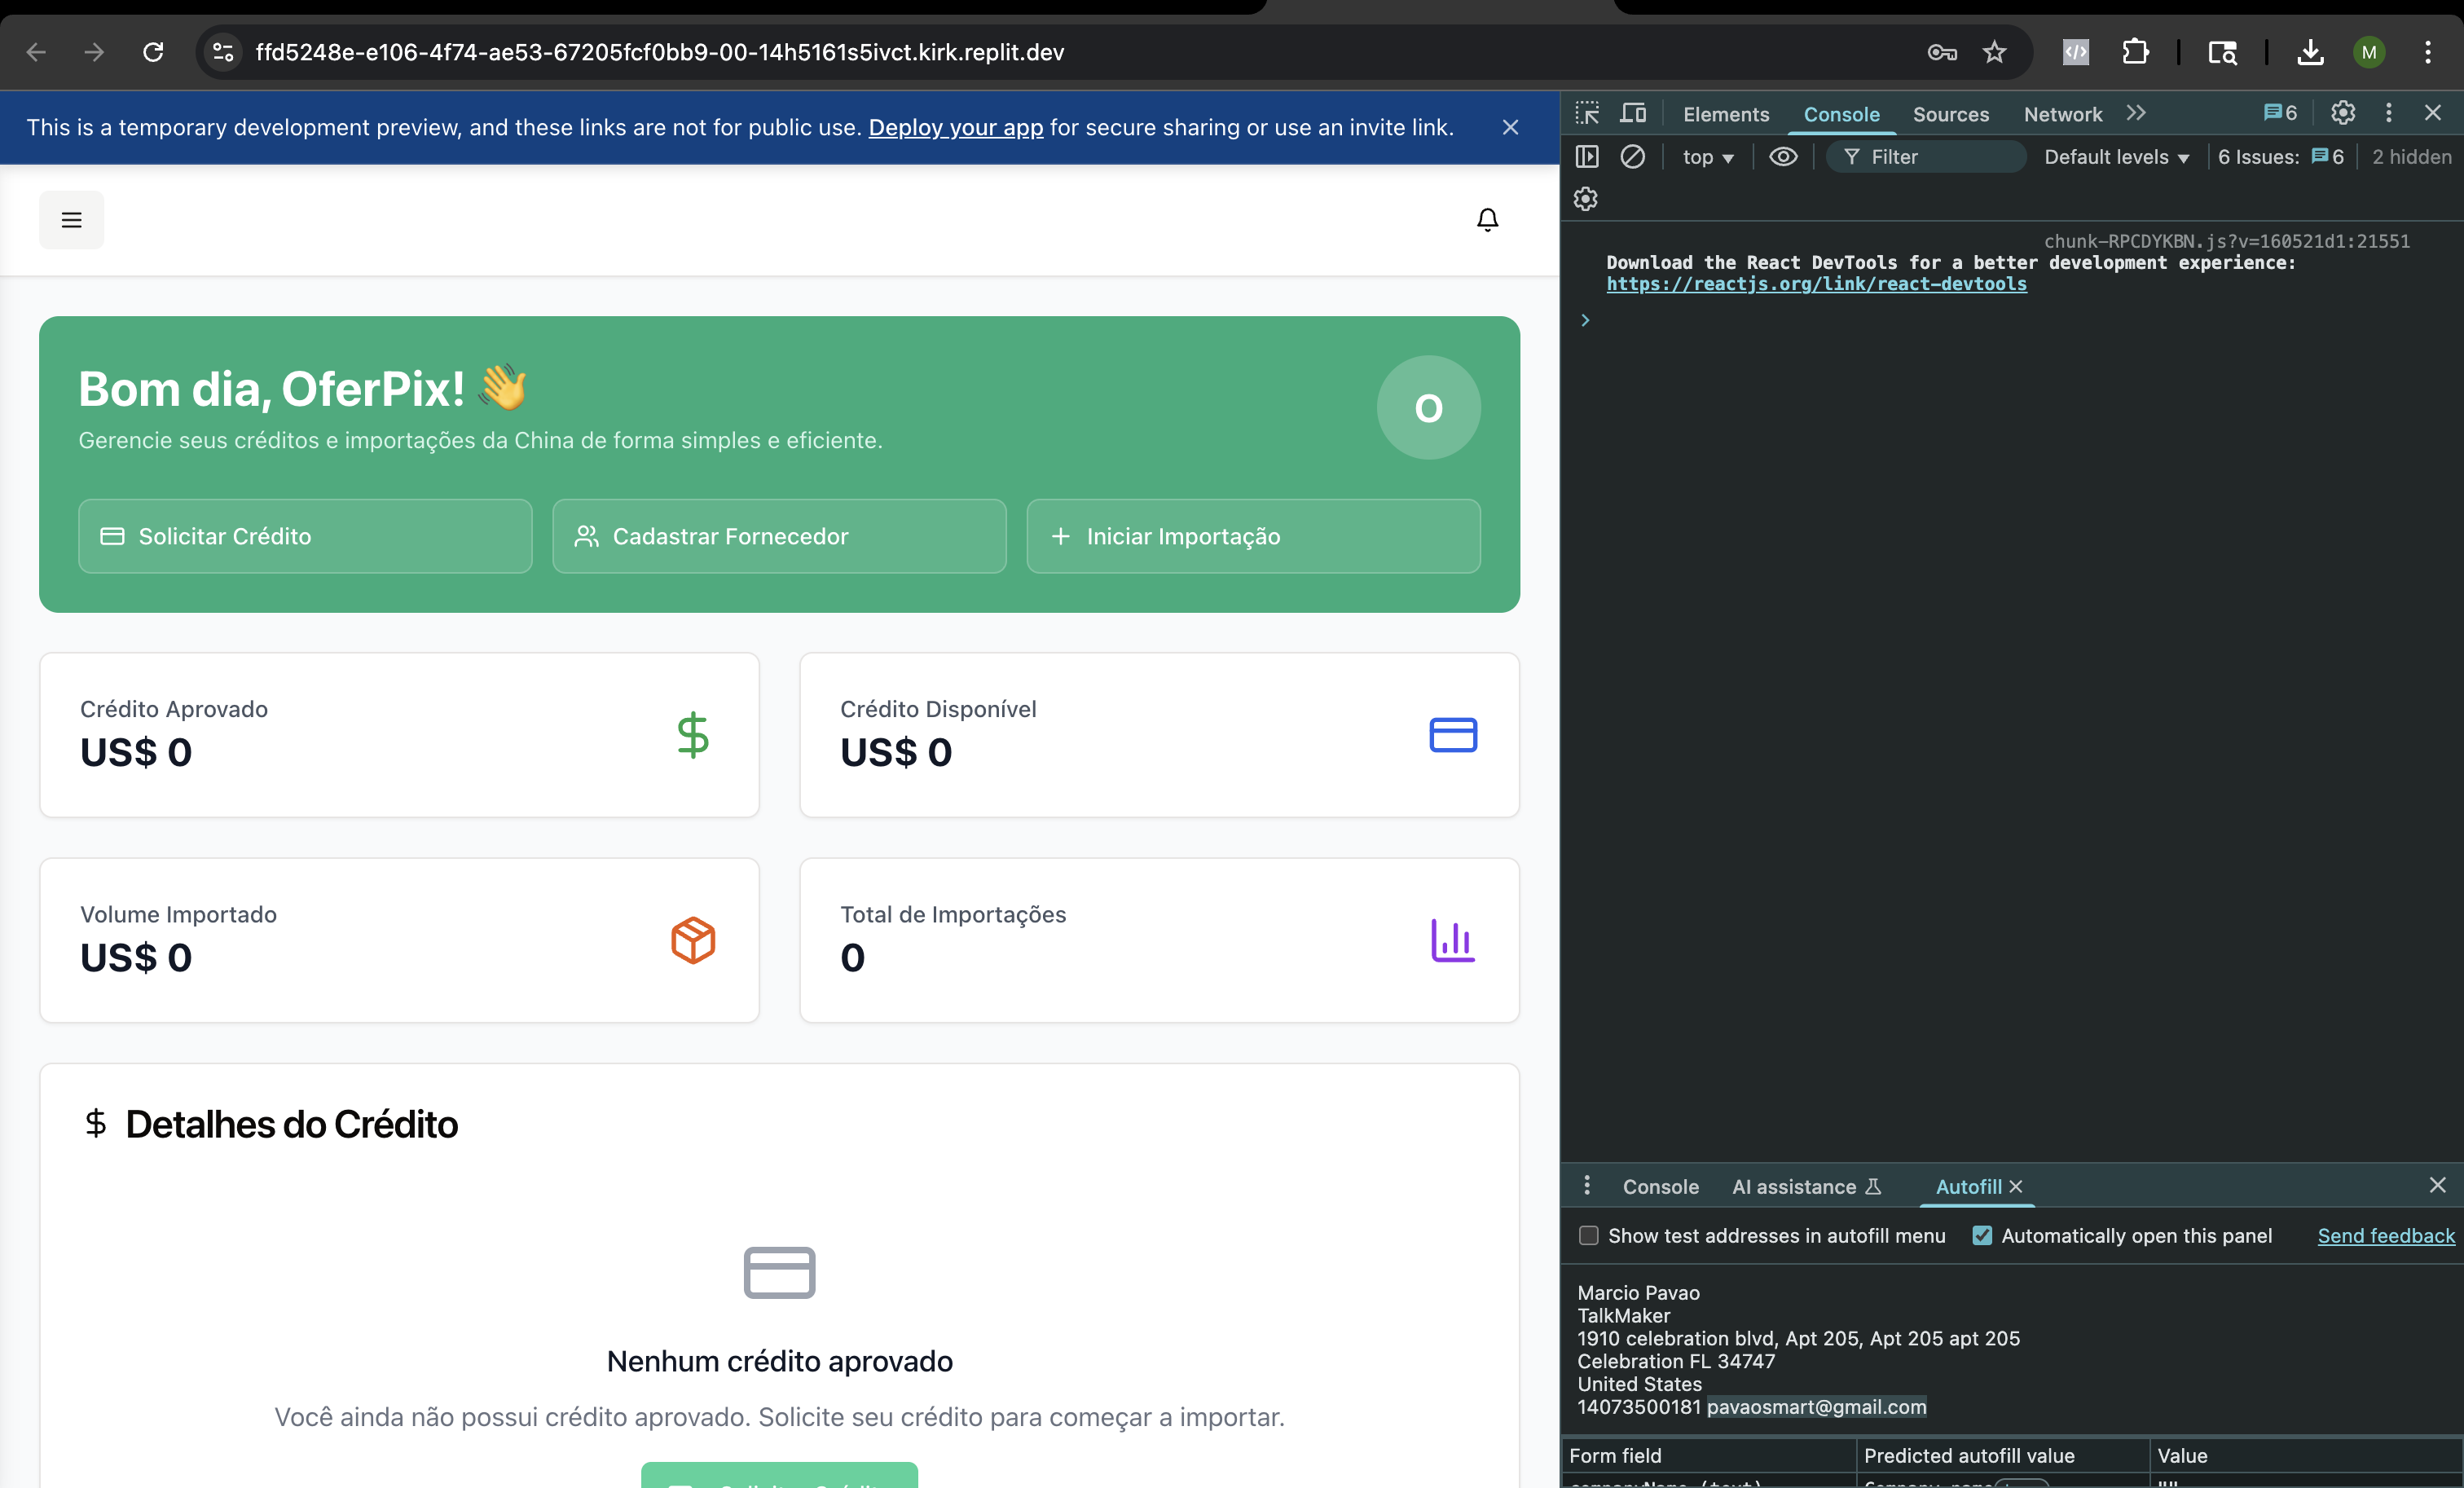 ffd5248e-e106-4f74-ae53-67205fcf0bb9-00-14h5161s5ivct.kirk.replit.dev
M
This is a temporary development preview, and these links are not for public use. Deploy your app for secure sharing or use an invite link.
Bom dia, OferPix! 👋
O
Gerencie seus créditos e importações da China de forma simples e eficiente.
Solicitar Crédito
Cadastrar Fornecedor
Iniciar Importação
Crédito Aprovado
US$ 0
Crédito Disponível
US$ 0
Volume Importado
US$ 0
Total de Importações
0
Detalhes do Crédito
Nenhum crédito aprovado
Você ainda não possui crédito aprovado. Solicite seu crédito para começar a importar.
Elements
Console
Sources
Network
6
top
Filter
Default levels
6 Issues: 6
2 hidden
chunk-RPCDYKBN.js?v=160521d1:21551
Download the React DevTools for a better development experience:
https://reactjs.org/link/react-devtools
Console
AI assistance
Autofill
Show test addresses in autofill menu
Automatically open this panel
Send feedback
Marcio Pavao
TalkMaker
1910 celebration blvd, Apt 205, Apt 205 apt 205
Celebration FL 34747
United States
14073500181 pavaosmart@gmail.com
Form field
Predicted autofill value
Value